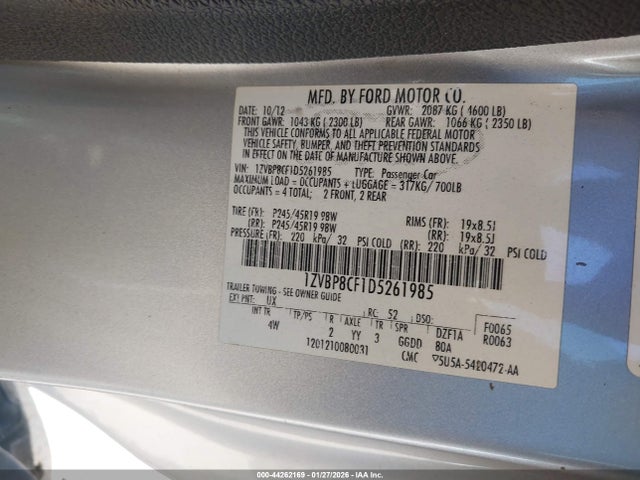 MFD. BY FORD MOTOR CO.
DATE: 10/12 GVWR: 2087 KG ( 4600 LB)
FRONT GAWR: 1043 KG ( 2300 LB) REAR GAWR: 1066 KG ( 2350 LB)
THIS VEHICLE CONFORMS TO ALL APPLICABLE FEDERAL MOTOR
VEHICLE SAFETY, BUMPER, AND THEFT PREVENTION STANDARDS
IN EFFECT ON THE DATE OF MANUFACTURE SHOWN ABOVE.
VIN: 1ZVBP8CF1D5261985 TYPE: Passenger Car
MAXIMUM LOAD = OCCUPANTS + LUGGAGE = 317KG/ 700LB
OCCUPANTS = 4 TOTAL; 2 FRONT, 2 REAR
TIRE (FR): P245/45R19 98W RIMS (FR): 19x8.5J
(RR): P245/45R19 98W (RR): 19x8.5J
PRESSURE (FR): 220 kPa/ 32 PSI COLD (RR): 220 kPa/ 32 PSI COLD
1ZVBP8CF1D5261985
TRAILER TOWING - SEE OWNER GUIDE
EXT PNT: UX RC: 52 DZF1A F0065
INT TR TP/PS R AXLE TR SPR R0063
4W 2 YY 3 GGDD 80A
1201210080031 CMC 5U5A-5420472-AA
000-44262169 | 01/27/2026 | IAAI.COM